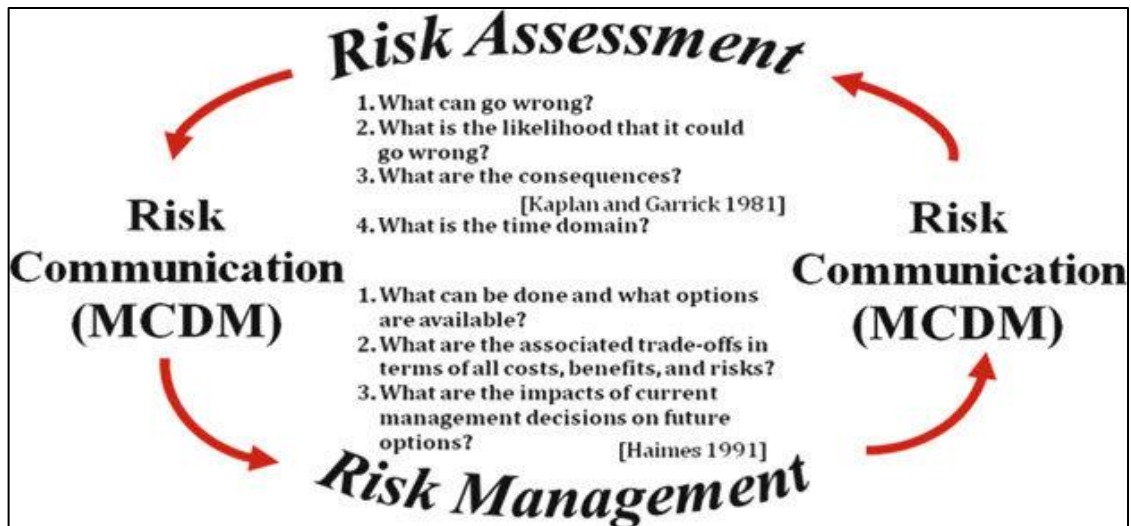 Risk Assessment
1. What can go wrong?
2. What is the likelihood that it could
go wrong?
3. What are the consequences?
[Kaplan and Garrick 1981]
4. What is the time domain?
Risk
Communication
(MCDM)
Risk
Communication
(MCDM)
1. What can be done and what options
are available?
2. What are the associated trade-offs in
terms of all costs, benefits, and risks?
3. What are the impacts of current
management decisions on future
options?
[Haimes 1991]
Risk Management